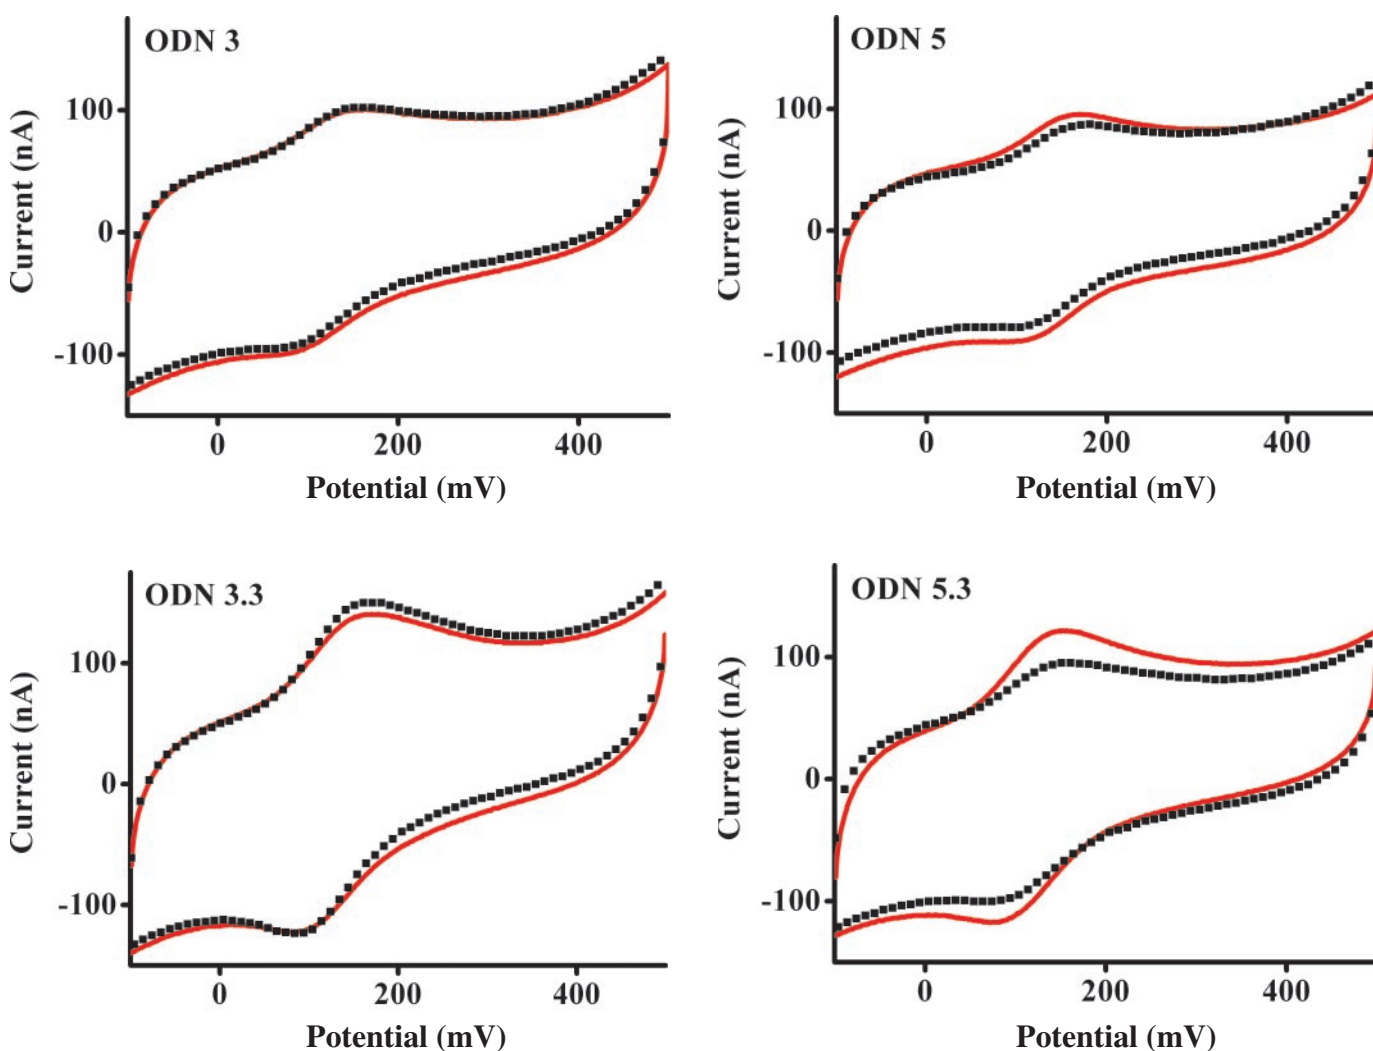 ODN 3
100
0
-100
Current (nA)
0 200 400
Potential (mV)
ODN 5
100
0
-100
Current (nA)
0 200 400
Potential (mV)
ODN 3.3
100
0
-100
Current (nA)
0 200 400
Potential (mV)
ODN 5.3
100
0
-100
Current (nA)
0 200 400
Potential (mV)